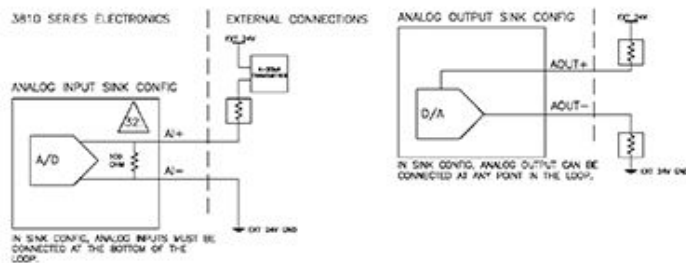 3810 SERIES ELECTRONICS
EXTERNAL CONNECTIONS
EXT 24V
4-20mA
TRANSMITTER
ANALOG INPUT SINK CONFIG
32
AI+
A/D
100
OHM
AI-
EXT 24V GND
IN SINK CONFIG, ANALOG INPUTS MUST BE
CONNECTED AT THE BOTTOM OF THE
LOOP.
ANALOG OUTPUT SINK CONFIG
EXT 24V
AOUT+
D/A
AOUT-
EXT 24V GND
IN SINK CONFIG, ANALOG OUTPUT CAN BE
CONNECTED AT ANY POINT IN THE LOOP.